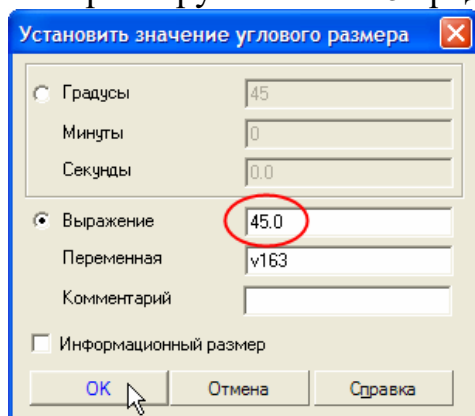 Установить значение углового размера
Градусы 45
Минуты 0
Секунды 0.0
Выражение 45.0
Переменная v163
Комментарий
Информационный размер
OK Отмена Справка